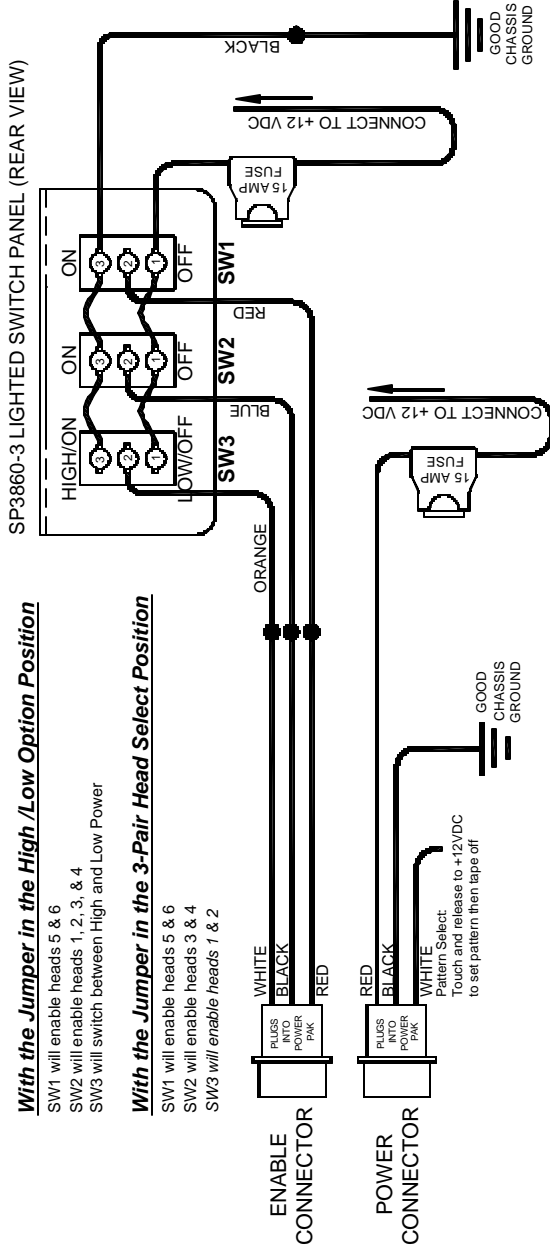 SP3860-3 LIGHTED SWITCH PANEL (REAR VIEW)
With the Jumper in the High /Low Option Position
SW1 will enable heads 5 & 6
SW2 will enable heads 1, 2, 3, & 4
SW3 will switch between High and Low Power
With the Jumper in the 3-Pair Head Select Position
SW1 will enable heads 5 & 6
SW2 will enable heads 3 & 4
SW3 will enable heads 1 & 2
HIGH/ON
ON
ON
3
2
1
3
2
1
3
2
1
LOW/OFF
OFF
OFF
SW3
SW2
SW1
BLACK
GOOD
CHASSIS
GROUND
CONNECT TO +12 VDC
15 AMP
FUSE
ORANGE
BLUE
RED
ENABLE
CONNECTOR
PLUGS
INTO
POWER
PAK
WHITE
BLACK
RED
POWER
CONNECTOR
PLUGS
INTO
POWER
PAK
RED
BLACK
WHITE
Pattern Select:
Touch and release to +12VDC
to set pattern then tape off
GOOD
CHASSIS
GROUND
15 AMP
FUSE
CONNECT TO +12 VDC